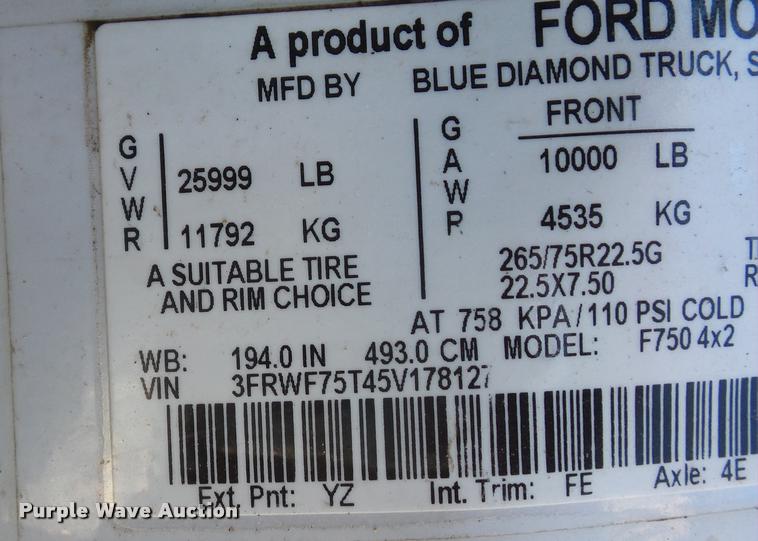 A product of FORD MO
MFD BY BLUE DIAMOND TRUCK, S
GVWR 25999 LB
11792 KG
GAWR FRONT
10000 LB
4535 KG
A SUITABLE TIRE
AND RIM CHOICE
265/75R22.5G
22.5X7.50
AT 758 KPA/110 PSI COLD
WB: 194.0 IN 493.0 CM MODEL: F750 4x2
VIN 3FRWF75T45V178127
Ext. Pnt: YZ Int. Trim: FE Axle: 4E
Purple Wave Auction